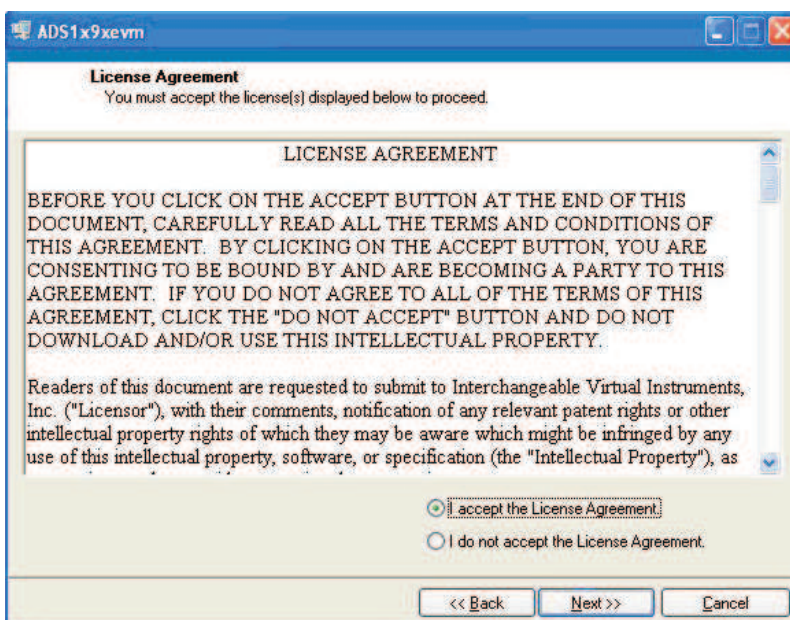 ADS1x9xevm
License Agreement
You must accept the license(s) displayed below to proceed.
LICENSE AGREEMENT
BEFORE YOU CLICK ON THE ACCEPT BUTTON AT THE END OF THIS
DOCUMENT, CAREFULLY READ ALL THE TERMS AND CONDITIONS OF
THIS AGREEMENT. BY CLICKING ON THE ACCEPT BUTTON, YOU ARE
CONSENTING TO BE BOUND BY AND ARE BECOMING A PARTY TO THIS
AGREEMENT. IF YOU DO NOT AGREE TO ALL OF THE TERMS OF THIS
AGREEMENT, CLICK THE "DO NOT ACCEPT" BUTTON AND DO NOT
DOWNLOAD AND/OR USE THIS INTELLECTUAL PROPERTY.
Readers of this document are requested to submit to Interchangeable Virtual Instruments,
Inc. ("Licensor"), with their comments, notification of any relevant patent rights or other
intellectual property rights of which they may be aware which might be infringed by any
use of this intellectual property, software, or specification (the "Intellectual Property"), as
I accept the License Agreement.
I do not accept the License Agreement.
<< Back
Next >>
Cancel